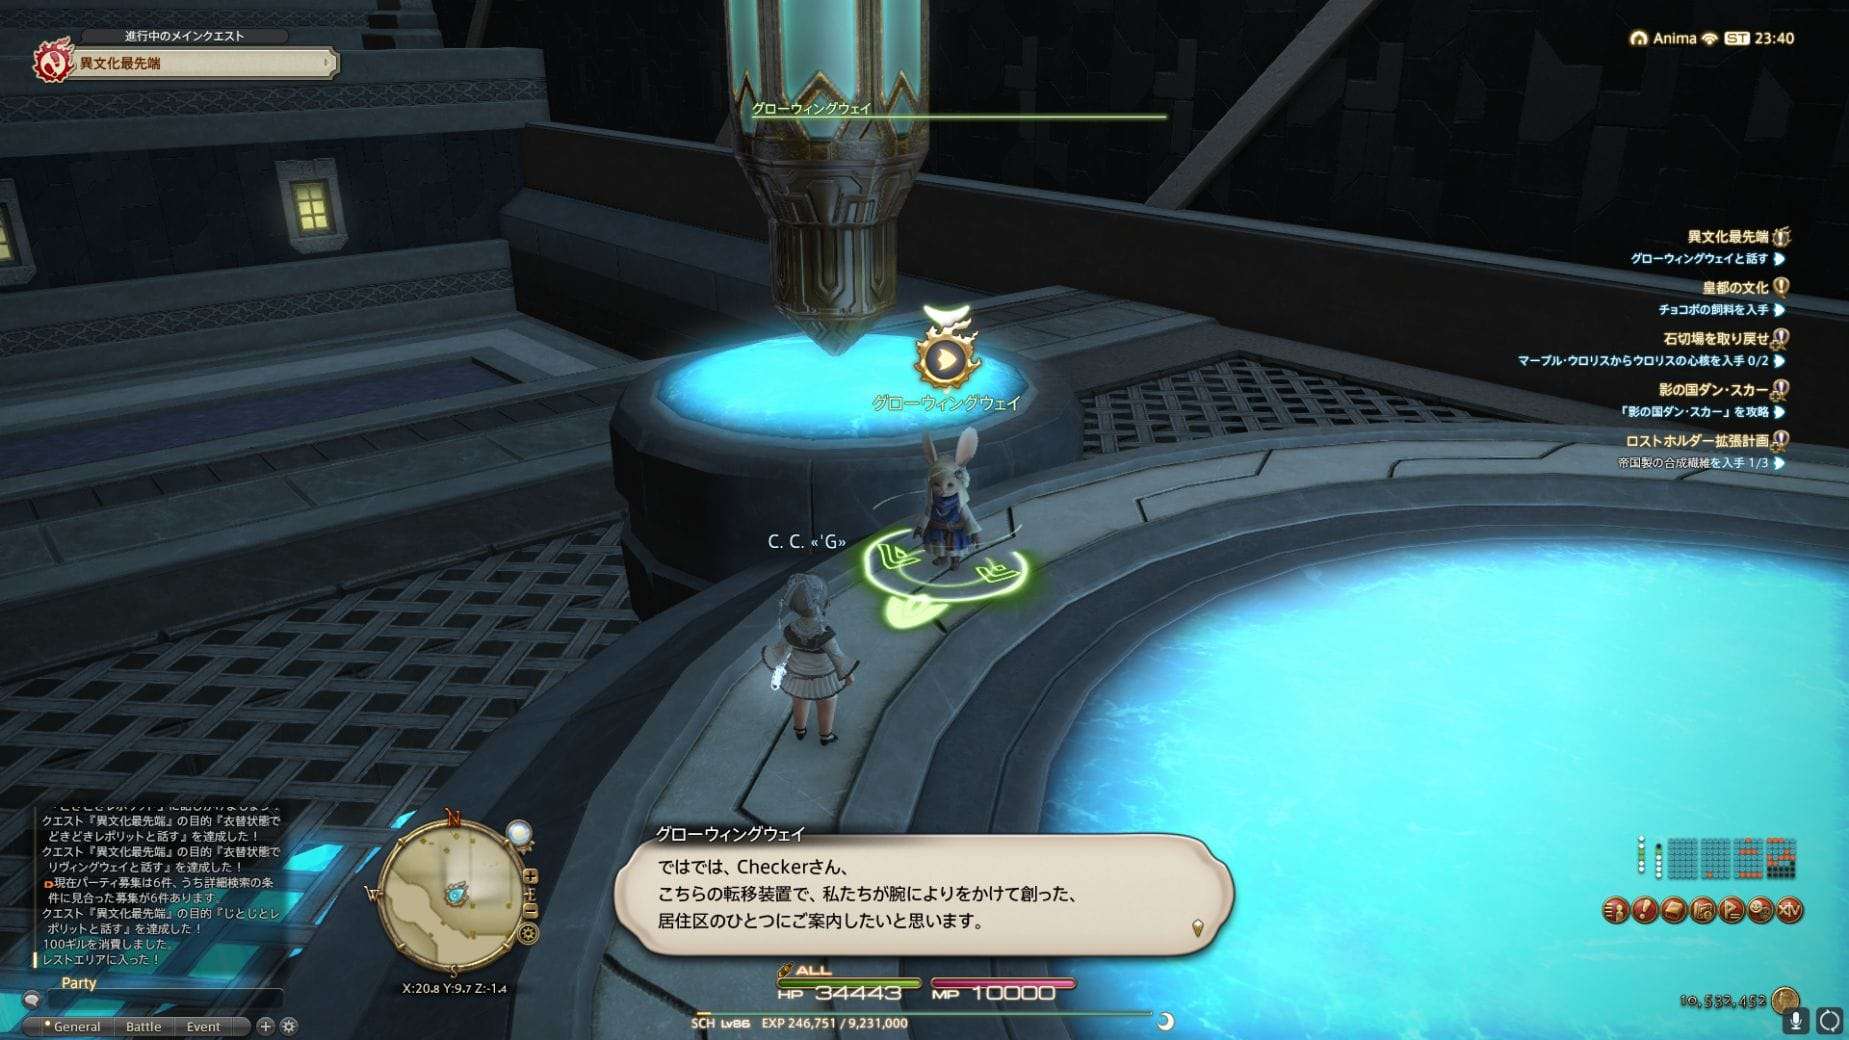 進行中のメインクエスト
異文化最先端
Anima ST 23:40
グローウィングウェイ
異文化最先端
グローウィングウェイと話す
皇都の文化
チョコボの飼料を入手
石切場を取り戻せ
マーブル・ウロリスからウロリスの心核を入手 0/2
影の国ダン・スカー
「影の国ダン・スカー」を攻略
ロストホルダー拡張計画
帝国製の合成繊維を入手 1/3
グローウィングウェイ
C. C. «'G»
クエスト『異文化最先端』の目的『衣替状態で
どきどきレポリットと話す』を達成した！
クエスト『異文化最先端』の目的『衣替状態で
リヴィングウェイと話す』を達成した！
現在パーティ募集は6件、うち詳細検索の条
件に見合った募集が6件あります。
クエスト『異文化最先端』の目的『じとじとレ
ポリットと話す』を達成した！
100ギルを消費しました。
レストエリアに入った！
Party
General Battle Event
N
W
E
S
X:20.8 Y:9.7 Z:-1.4
グローウィングウェイ
ではでは、Checkerさん、
こちらの転移装置で、私たちが腕によりをかけて創った、
居住区のひとつにご案内したいと思います。
ALL
HP 34443 MP 10000
SCH Lv86 EXP 246,751 / 9,231,000
XIV
10,532,452